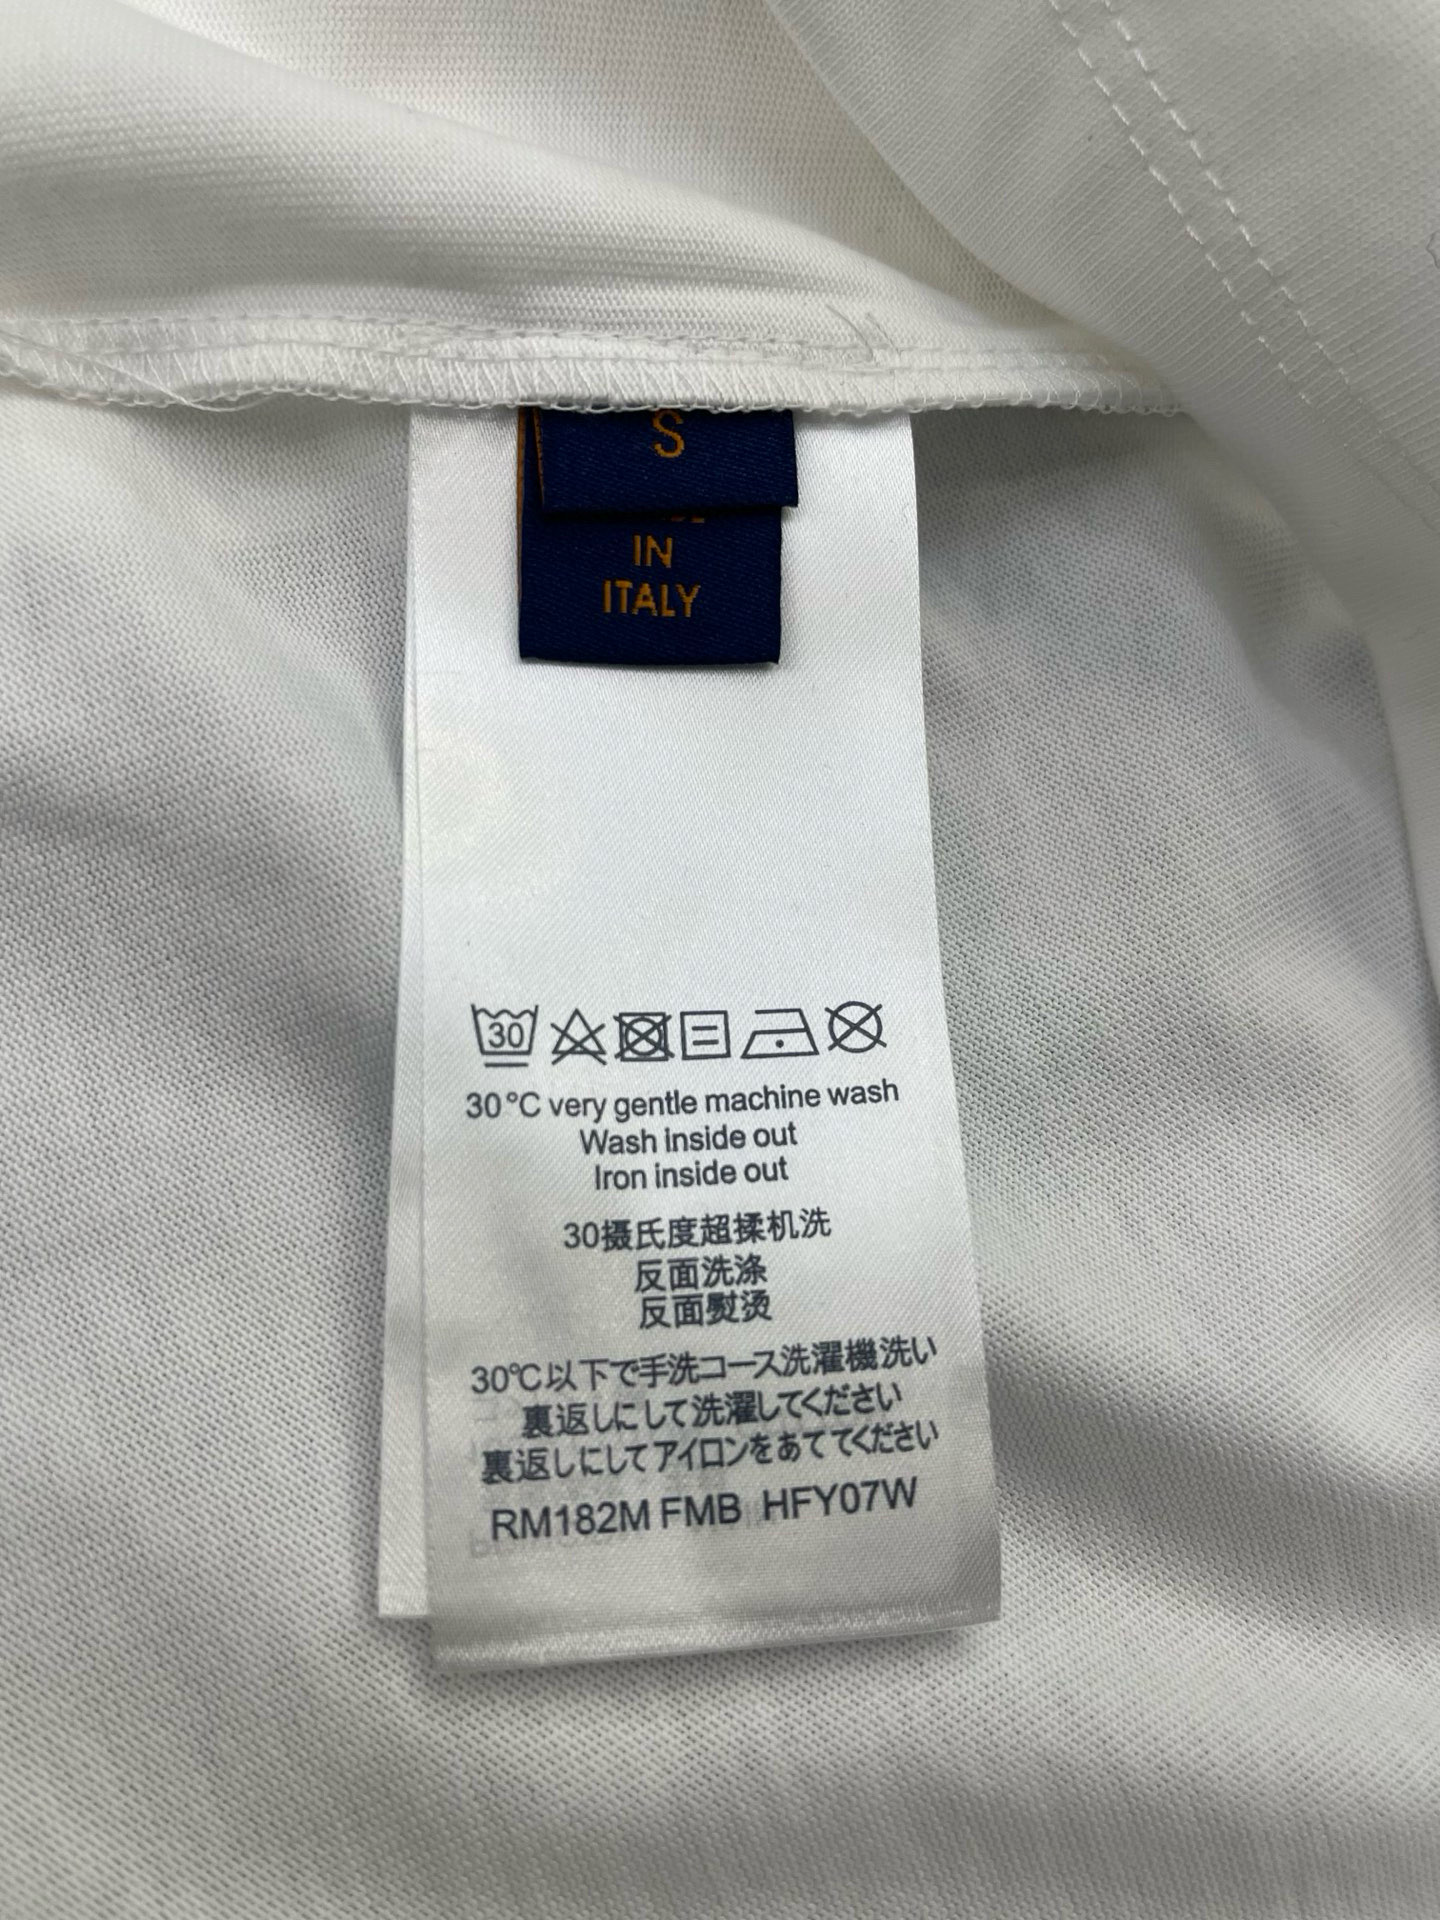 S
IN
ITALY
30
30°C very gentle machine wash
Wash inside out
Iron inside out
30摄氏度超揉机洗
反面洗涤
反面熨烫
30℃以下で手洗コース洗濯機洗い
裏返しにして洗濯してください
裏返しにしてアイロンをあててください
RM182M FMB HFY07W